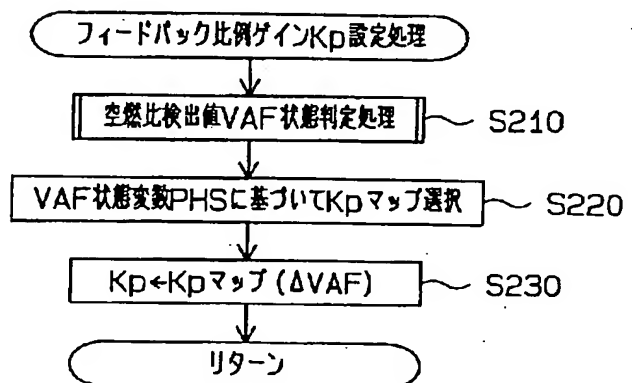 フィードバック比例ゲインKp設定処理
空燃比検出値VAF状態判定処理
S210
VAF状態変数PHSに基づいてKpマップ選択
S220
Kp←Kpマップ(ΔVAF)
S230
リターン